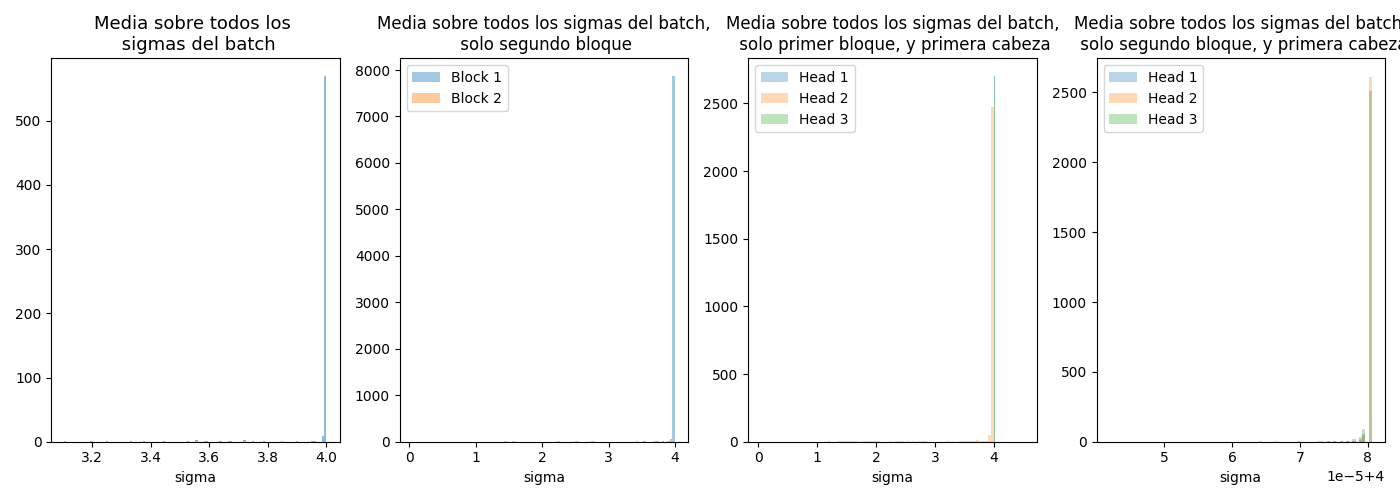 Media sobre todos los
sigmas del batch
500
400
300
200
100
0
3.2 3.4 3.6 3.8 4.0
sigma
Media sobre todos los sigmas del batch,
solo segundo bloque
Block 1
Block 2
8000
7000
6000
5000
4000
3000
2000
1000
0
0 1 2 3 4
sigma
Media sobre todos los sigmas del batch,
solo primer bloque, y primera cabeza
Head 1
Head 2
Head 3
2500
2000
1500
1000
500
0
0 1 2 3 4
sigma
Media sobre todos los sigmas del batch
solo segundo bloque, y primera cabeza
Head 1
Head 2
Head 3
2500
2000
1500
1000
500
0
5 6 7 8
1e−5+4
sigma